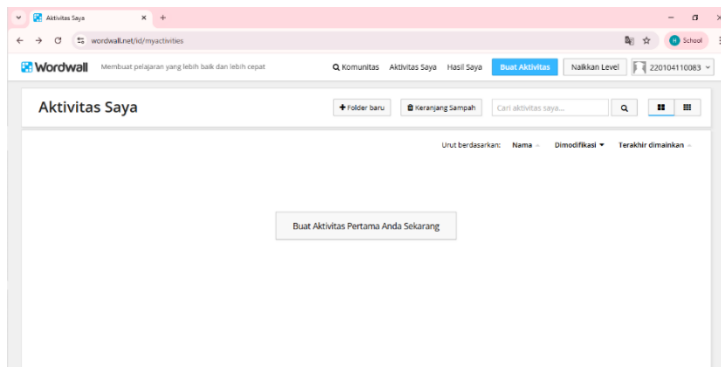 Aktivitas Saya
wordwall.net/id/myactivities
School
Wordwall Membuat pelajaran yang lebih baik dan lebih cepat Komunitas Aktivitas Saya Hasil Saya Buat Aktivitas Naikkan Level 220104110083
Aktivitas Saya + Folder baru Keranjang Sampah Cari aktivitas saya...
Urut berdasarkan: Nama Dimodifikasi Terakhir dimainkan
Buat Aktivitas Pertama Anda Sekarang